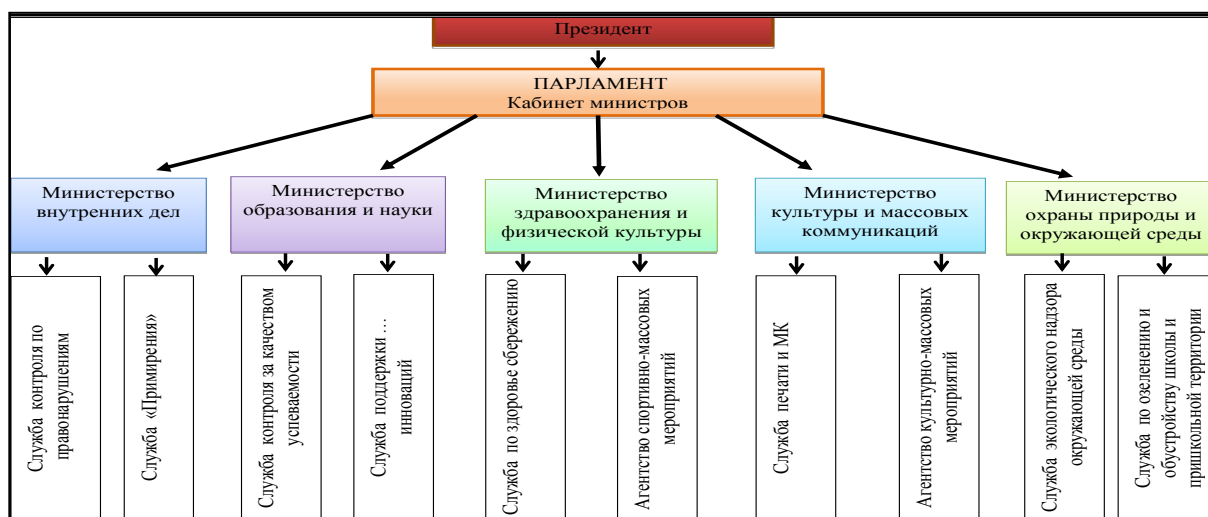 Президент
ПАРЛАМЕНТ
Кабинет министров
Министерство
внутренних дел
Министерство
образования и науки
Министерство
здравоохранения и
физической культуры
Министерство
культуры и массовых
коммуникаций
Министерство
охраны природы и
окружающей среды
Служба контроля по
правонарушениям
Служба «Примирения»
Служба контроля за качеством
успеваемости
Служба поддержки …
инноваций
Служба по здоровье сбережению
Агентство спортивно-массовых
мероприятий
Служба печати и МК
Агентство культурно-массовых
мероприятий
Служба экологического надзора
окружающей среды
Служба по озеленению и
обустройству школы и
пришкольной территории